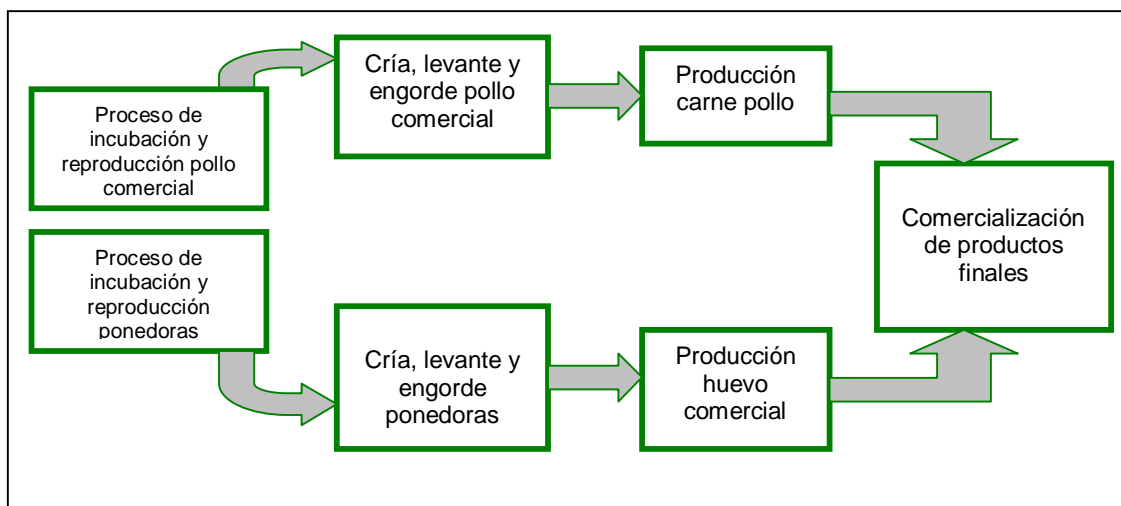 Proceso de
incubación y
reproducción pollo
comercial
Cría, levante y
engorde pollo
comercial
Producción
carne pollo
Comercialización
de productos
finales
Proceso de
incubación y
reproducción
ponedoras
Cría, levante y
engorde
ponedoras
Producción
huevo
comercial